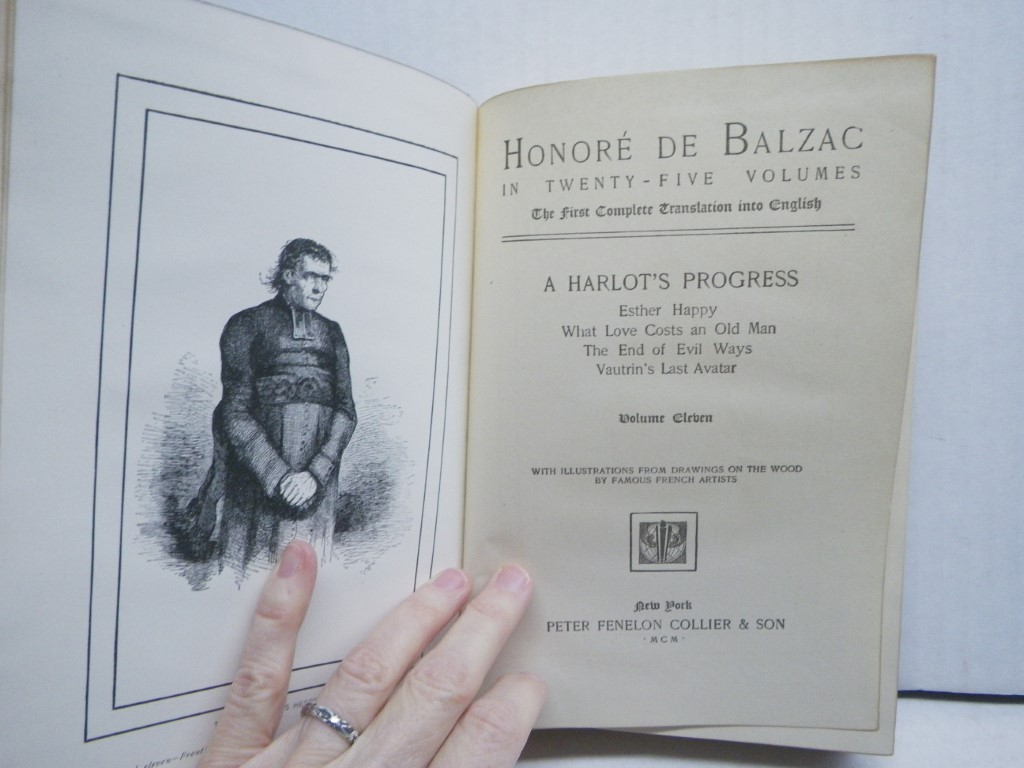 HONORÉ DE BALZAC
IN TWENTY-FIVE VOLUMES
The First Complete Translation into English
A HARLOT'S PROGRESS
Esther Happy
What Love Costs an Old Man
The End of Evil Ways
Vautrin's Last Avatar
Volume Eleven
WITH ILLUSTRATIONS FROM DRAWINGS ON THE WOOD
BY FAMOUS FRENCH ARTISTS
New York
PETER FENELON COLLIER & SON
·MCM·